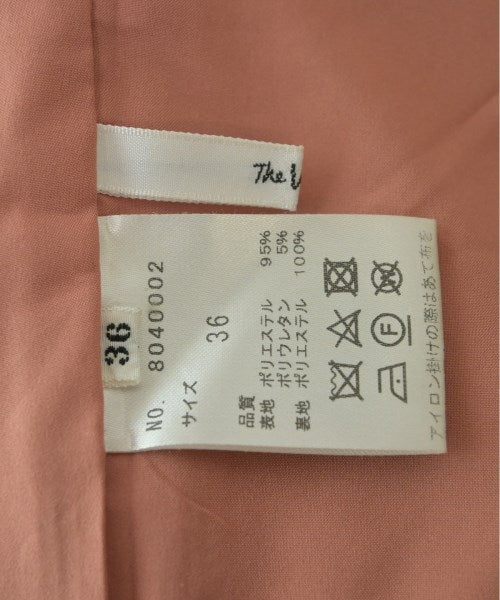 The
36
NO. 8040002
サイズ 36
品質
表地 ポリエステル 95%
ポリウレタン 5%
裏地 ポリエステル 100%
F
アイロン掛けの際はあて布を